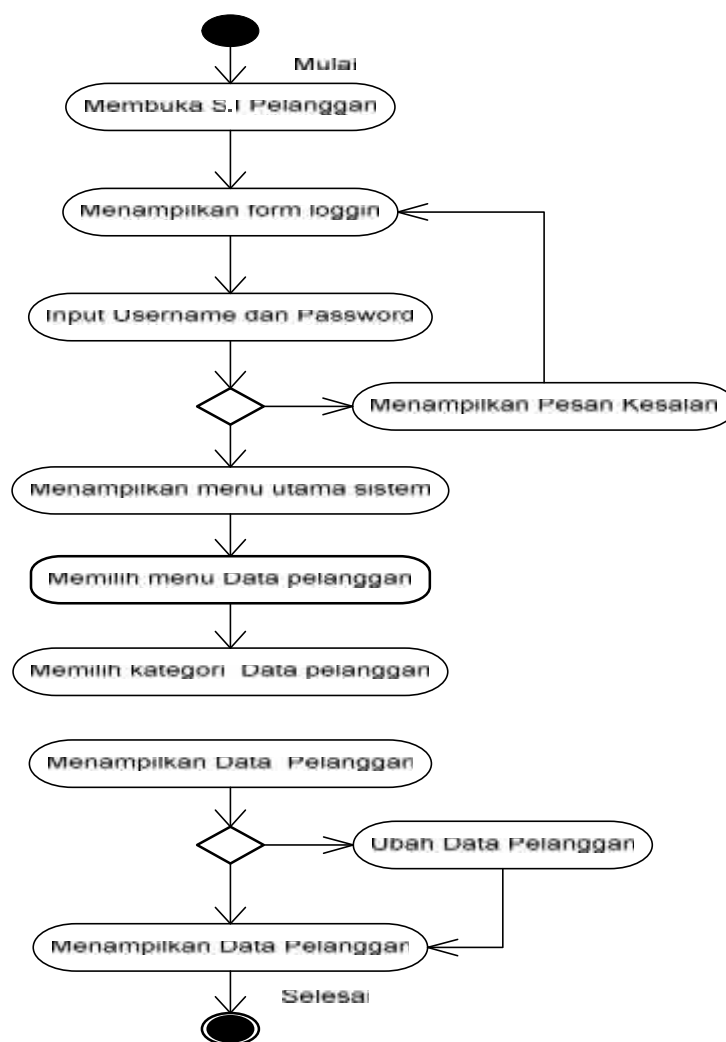 Mulai
Membuka S.I Pelanggan
Menampilkan form loggin
Input Username dan Password
Menampilkan Pesan Kesalan
Menampilkan menu utama sistem
Memilih menu Data pelanggan
Memilih kategori Data pelanggan
Menampilkan Data Pelanggan
Ubah Data Pelanggan
Menampilkan Data Pelanggan
Selesai